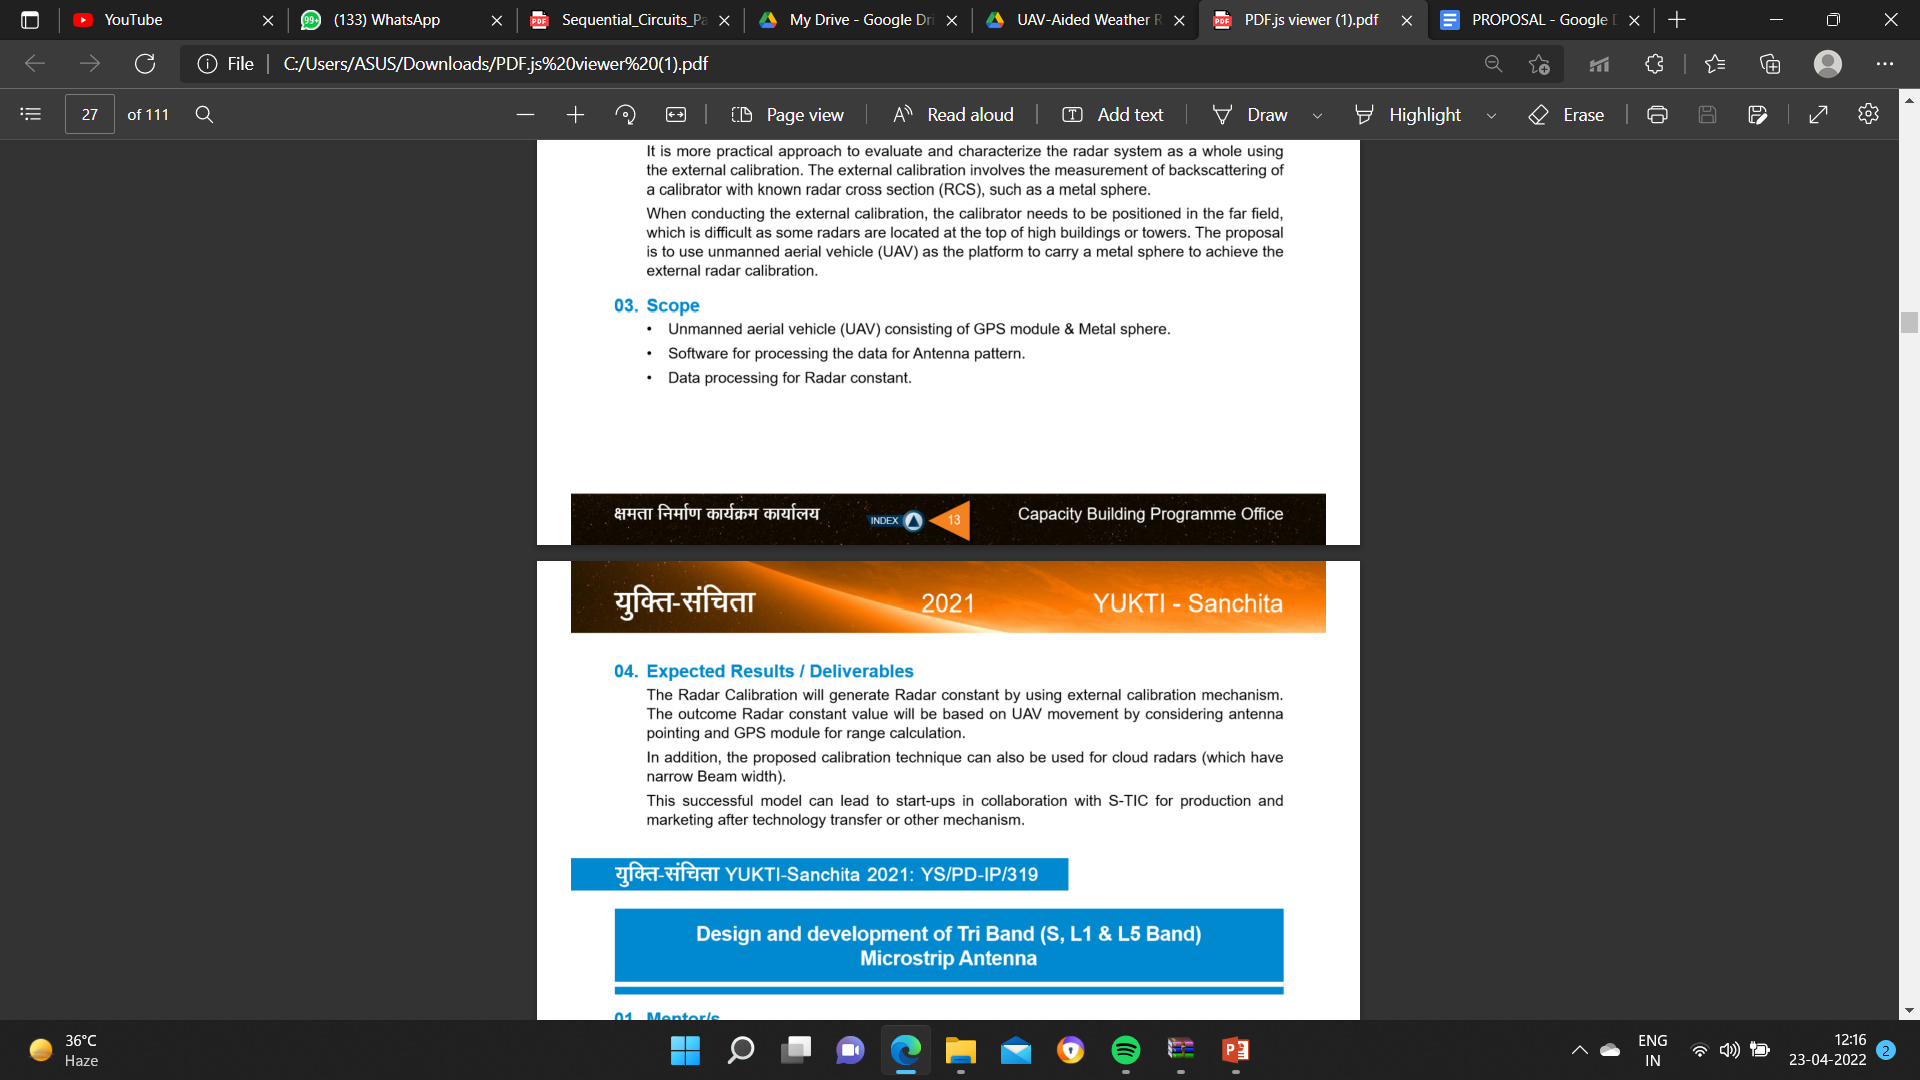 YouTube
99+
(133) WhatsApp
PDF
Sequential_Circuits_Pa
My Drive - Google Dri
UAV-Aided Weather R
PDF
PDF.js viewer (1).pdf
PROPOSAL - Google D
File
C:/Users/ASUS/Downloads/PDF.js%20viewer%20(1).pdf
27 of 111
Page view
Read aloud
Add text
Draw
Highlight
Erase
It is more practical approach to evaluate and characterize the radar system as a whole using
the external calibration. The external calibration involves the measurement of backscattering of
a calibrator with known radar cross section (RCS), such as a metal sphere.
When conducting the external calibration, the calibrator needs to be positioned in the far field,
which is difficult as some radars are located at the top of high buildings or towers. The proposal
is to use unmanned aerial vehicle (UAV) as the platform to carry a metal sphere to achieve the
external radar calibration.
03. Scope
• Unmanned aerial vehicle (UAV) consisting of GPS module & Metal sphere.
• Software for processing the data for Antenna pattern.
• Data processing for Radar constant.
क्षमता निर्माण कार्यक्रम कार्यालय
INDEX
13
Capacity Building Programme Office
युक्ति-संचिता 2021 YUKTI - Sanchita
04. Expected Results / Deliverables
The Radar Calibration will generate Radar constant by using external calibration mechanism.
The outcome Radar constant value will be based on UAV movement by considering antenna
pointing and GPS module for range calculation.
In addition, the proposed calibration technique can also be used for cloud radars (which have
narrow Beam width).
This successful model can lead to start-ups in collaboration with S-TIC for production and
marketing after technology transfer or other mechanism.
युक्ति-संचिता YUKTI-Sanchita 2021: YS/PD-IP/319
Design and development of Tri Band (S, L1 & L5 Band)
Microstrip Antenna
01. Mentor/s
36°C
Haze
ENG
IN
12:16
23-04-2022
2